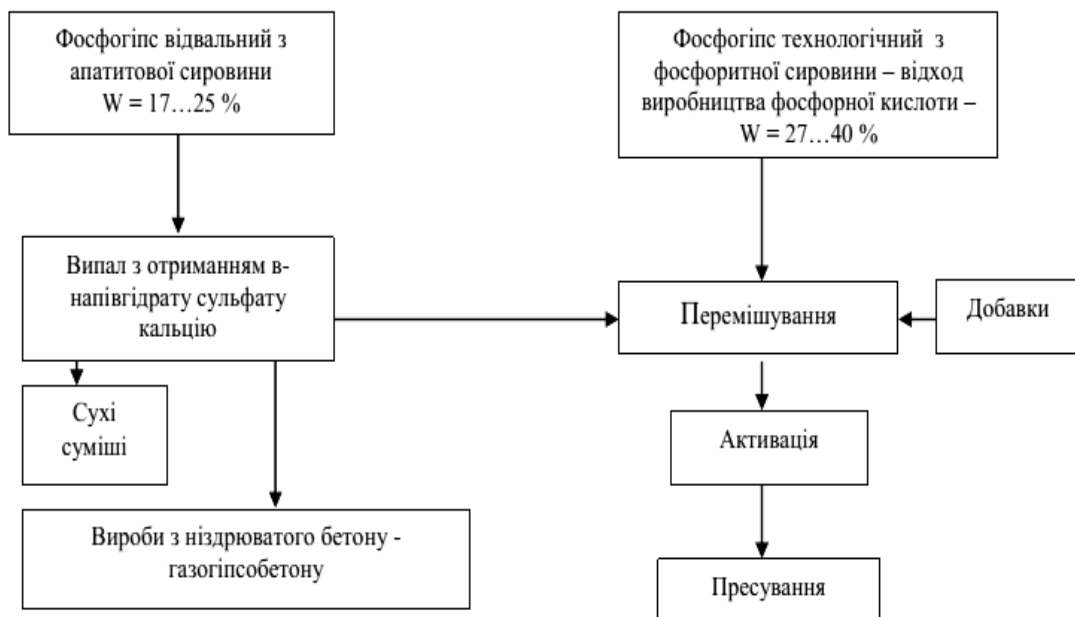 Фосфогіпс відвальний з
апатитової сировини
W = 17…25 %
Фосфогіпс технологічний з
фосфоритної сировини – відход
виробництва фосфорної кислоти –
W = 27…40 %
Випал з отриманням в-
напівгідрату сульфату
кальцію
Перемішування
Добавки
Сухі
суміші
Активація
Вироби з ніздрюватого бетону -
газогіпсобетону
Пресування